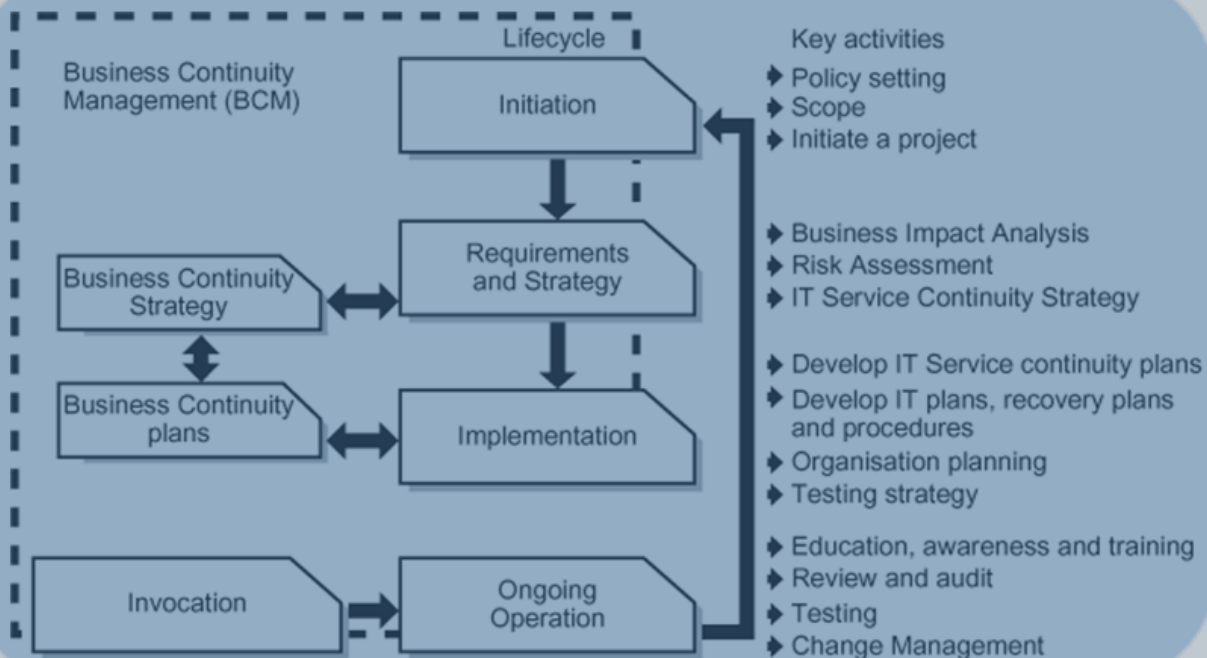 Lifecycle
Key activities
Business Continuity
Management (BCM)
Initiation
Policy setting
Scope
Initiate a project
Requirements
and Strategy
Business Continuity
Strategy
Business Impact Analysis
Risk Assessment
IT Service Continuity Strategy
Business Continuity
plans
Implementation
Develop IT Service continuity plans
Develop IT plans, recovery plans
and procedures
Organisation planning
Testing strategy
Invocation
Ongoing
Operation
Education, awareness and training
Review and audit
Testing
Change Management